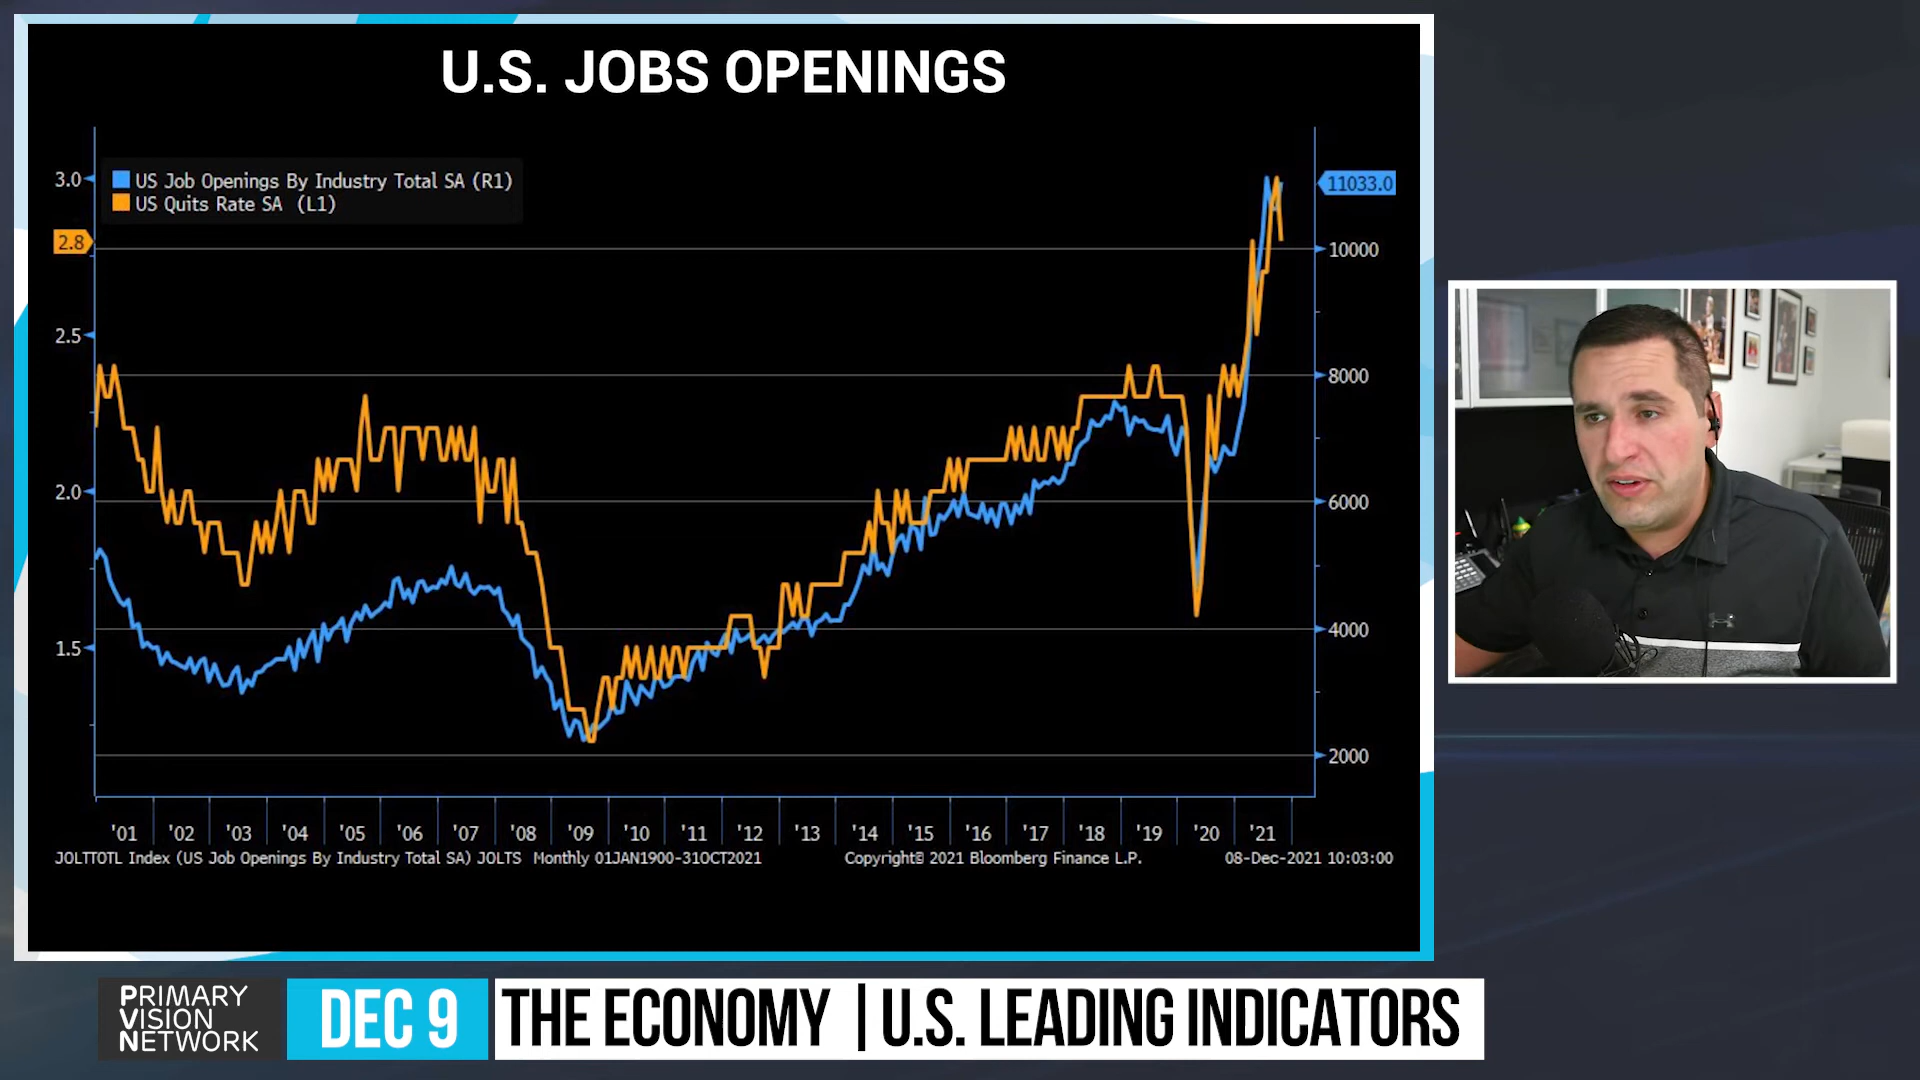 U.S. JOBS OPENINGS
US Job Openings By Industry Total SA (R1)
US Quits Rate SA (L1)
3.0
2.8
2.5
2.0
1.5
11033.0
10000
8000
6000
4000
2000
'01 '02 '03 '04 '05 '06 '07 '08 '09 '10 '11 '12 '13 '14 '15 '16 '17 '18 '19 '20 '21
JOLTTOTL Index (US Job Openings By Industry Total SA) JOLTS Monthly 01JAN1900-31OCT2021 Copyright© 2021 Bloomberg Finance L.P. 08-Dec-2021 10:03:00
PRIMARY
VISION
NETWORK
DEC 9
THE ECONOMY | U.S. LEADING INDICATORS